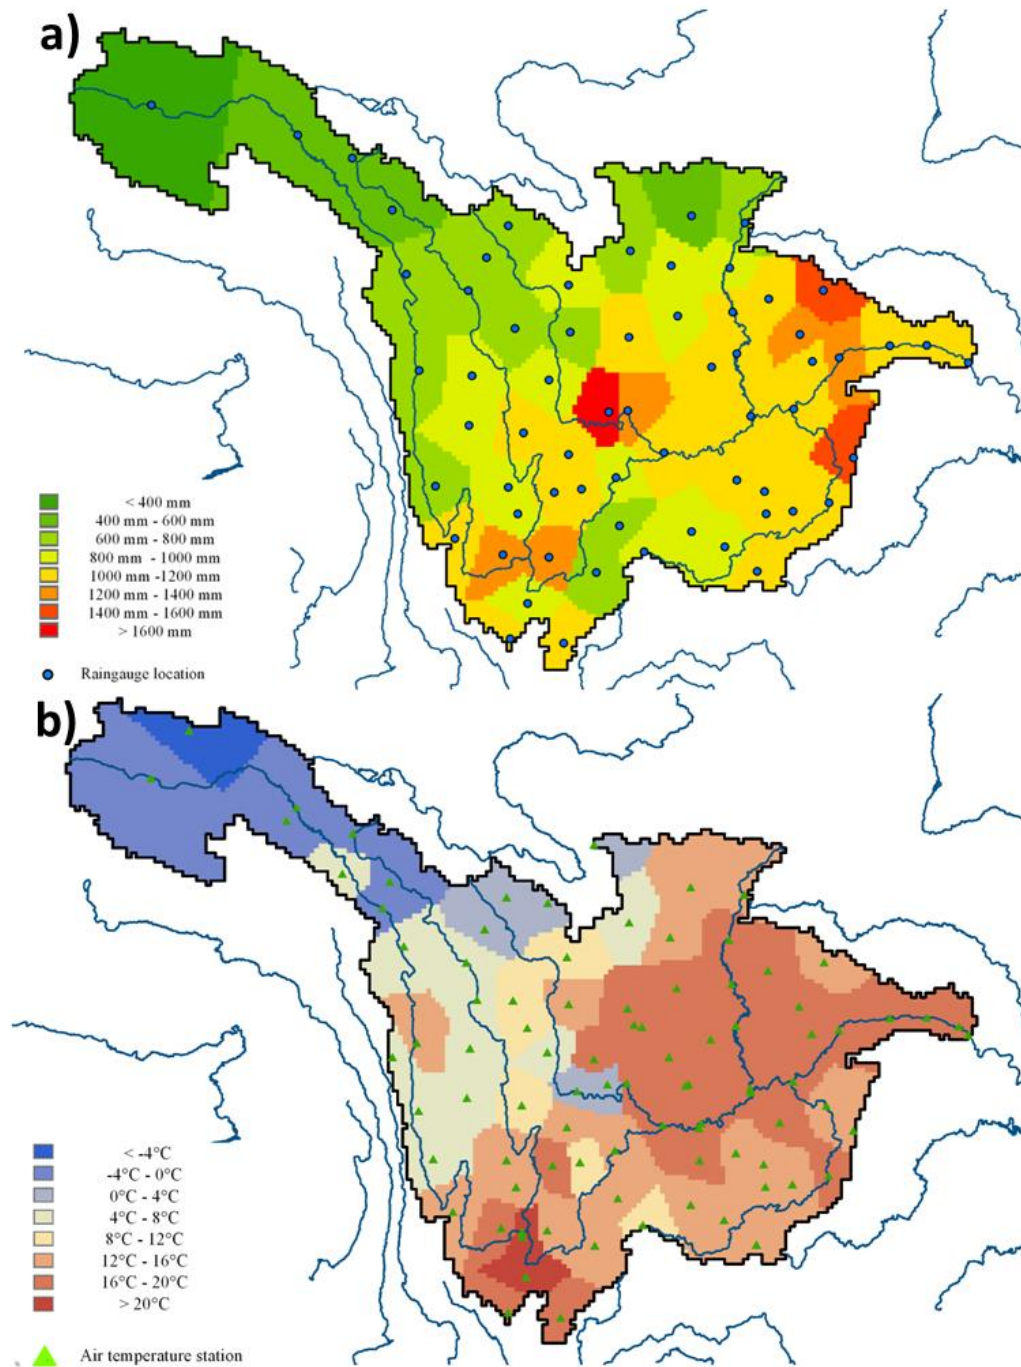 a)
< 400 mm
400 mm - 600 mm
600 mm - 800 mm
800 mm - 1000 mm
1000 mm -1200 mm
1200 mm - 1400 mm
1400 mm - 1600 mm
> 1600 mm
Raingauge location
b)
< -4°C
-4°C - 0°C
0°C - 4°C
4°C - 8°C
8°C - 12°C
12°C - 16°C
16°C - 20°C
> 20°C
Air temperature station